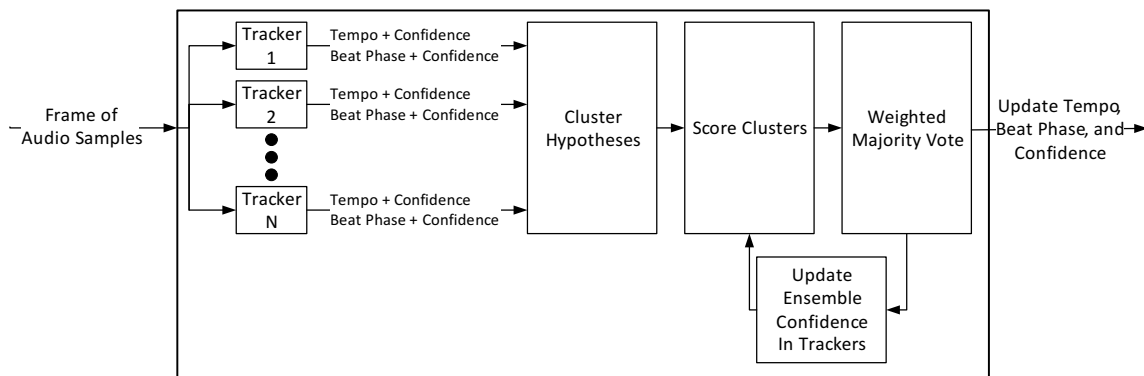 Frame of
Audio Samples
Tracker
1
Tempo + Confidence
Beat Phase + Confidence
Tracker
2
Tempo + Confidence
Beat Phase + Confidence
Tracker
N
Tempo + Confidence
Beat Phase + Confidence
Cluster
Hypotheses
Score Clusters
Weighted
Majority Vote
Update
Ensemble
Confidence
In Trackers
Update Tempo,
Beat Phase, and
Confidence